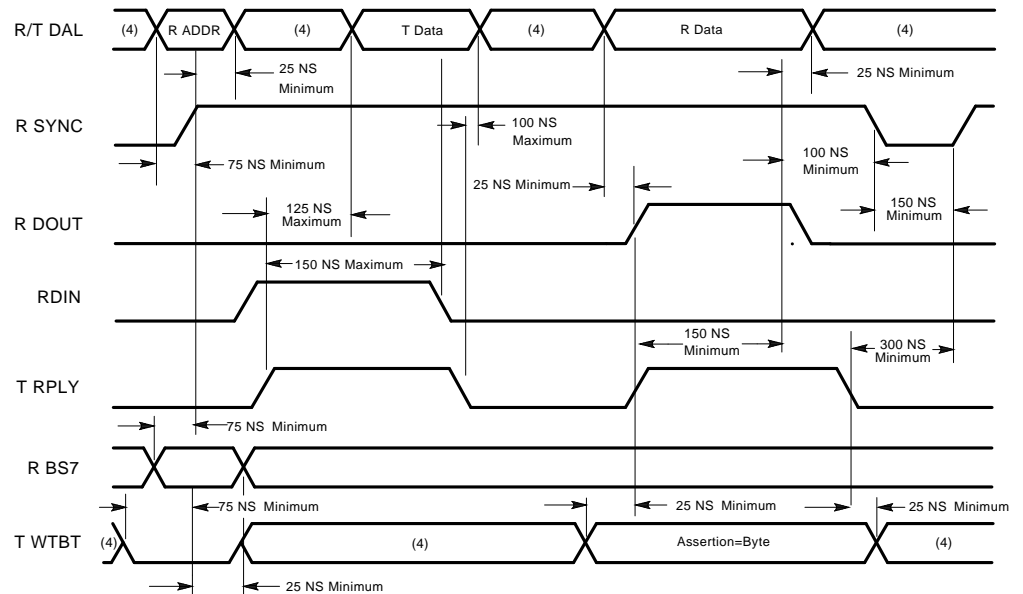 R/T DAL
(4)
R ADDR
(4)
T Data
(4)
R Data
(4)
25 NS
Minimum
25 NS Minimum
R SYNC
100 NS
Maximum
75 NS Minimum
100 NS
Minimum
25 NS Minimum
125 NS
Maximum
150 NS
Minimum
R DOUT
150 NS Maximum
RDIN
150 NS
Minimum
300 NS
Minimum
T RPLY
75 NS Minimum
R BS7
75 NS Minimum
25 NS Minimum
25 NS Minimum
T WTBT
(4)
(4)
Assertion=Byte
(4)
25 NS Minimum